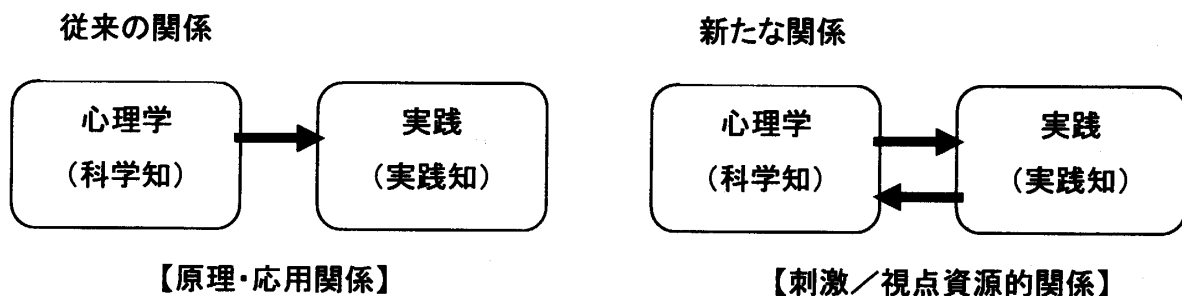 従来の関係
心理学
(科学知)
実践
(実践知)
【原理・応用関係】
新たな関係
心理学
(科学知)
実践
(実践知)
【刺激／視点資源的関係】